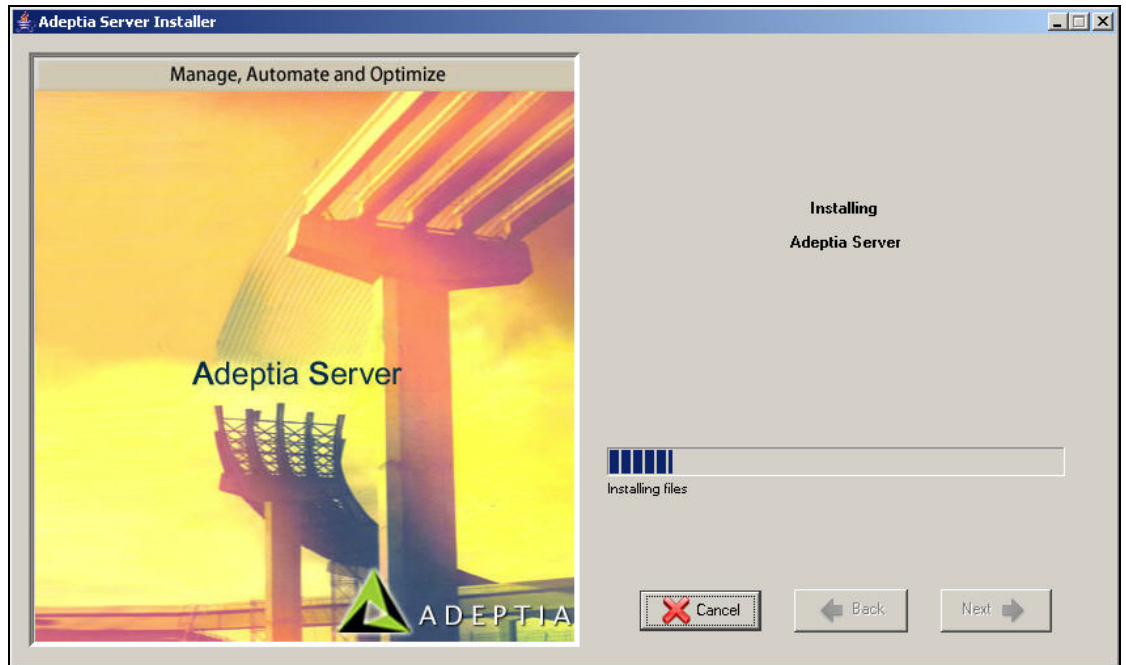 Adeptia Server Installer
Manage, Automate and Optimize
Adeptia Server
ADEPTIA
Installing
Adeptia Server
Installing files
Cancel
Back
Next